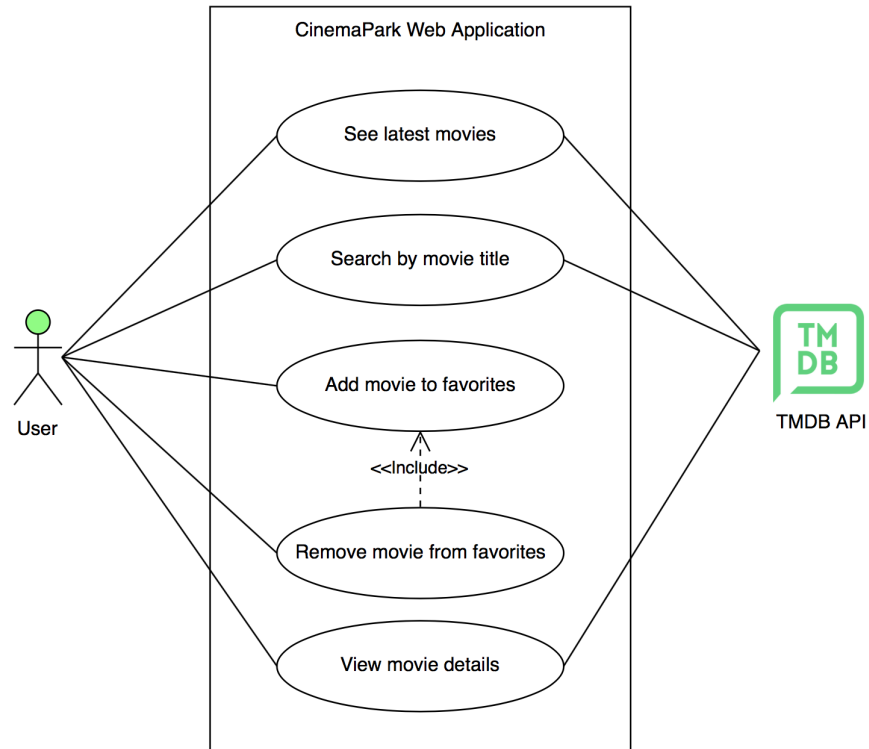 CinemaPark Web Application
See latest movies
Search by movie title
Add movie to favorites
<<Include>>
Remove movie from favorites
View movie details
User
TM
DB
TMDB API